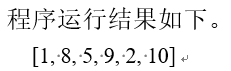 程序运行结果如下。
[1, 8, 5, 9, 2, 10]